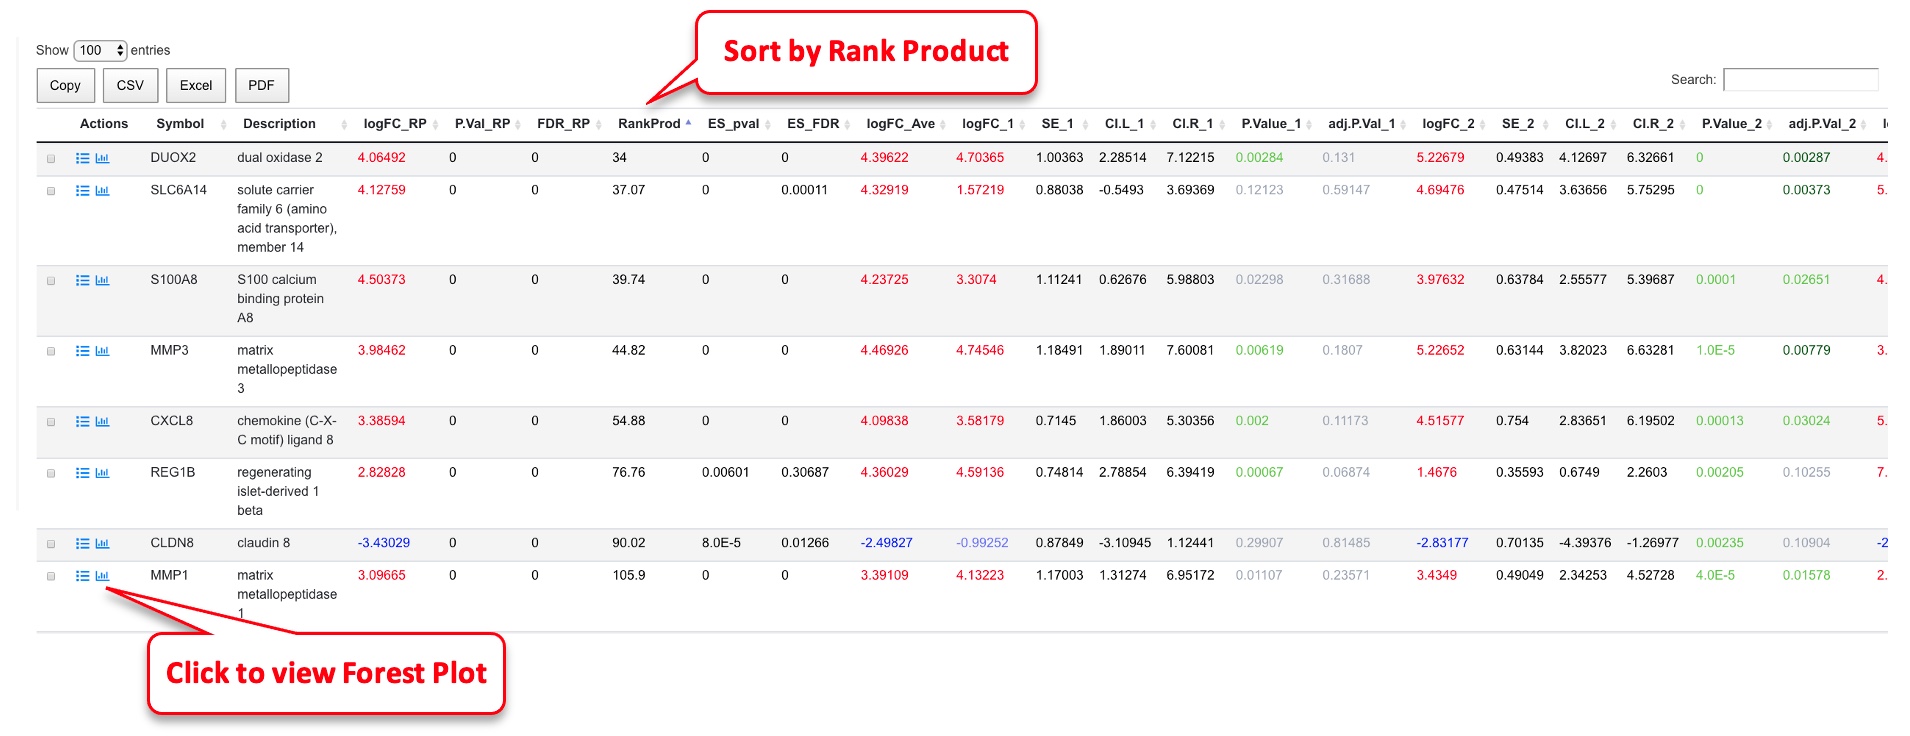 Sort by Rank Product
Show 100 entries
Copy CSV Excel PDF
Search:
Actions Symbol Description logFC_RP P.Val_RP FDR_RP RankProd ES_pval ES_FDR logFC_Ave logFC_1 SE_1 CI.L_1 CI.R_1 P.Value_1 adj.P.Val_1 logFC_2 SE_2 CI.L_2 CI.R_2 P.Value_2 adj.P.Val_2
DUOX2 dual oxidase 2 4.06492 0 0 34 0 0 4.39622 4.70365 1.00363 2.28514 7.12215 0.00284 0.131 5.22679 0.49383 4.12697 6.32661 0 0.00287 4.
SLC6A14 solute carrier 4.12759 0 0 37.07 0 0.00011 4.32919 1.57219 0.88038 -0.5493 3.69369 0.12123 0.59147 4.69476 0.47514 3.63656 5.75295 0 0.00373 5.
family 6 (amino
acid transporter),
member 14
S100A8 S100 calcium 4.50373 0 0 39.74 0 0 4.23725 3.3074 1.11241 0.62676 5.98803 0.02298 0.31688 3.97632 0.63784 2.55577 5.39687 0.0001 0.02651 4.
binding protein
A8
MMP3 matrix 3.98462 0 0 44.82 0 0 4.46926 4.74546 1.18491 1.89011 7.60081 0.00619 0.1807 5.22652 0.63144 3.82023 6.63281 1.0E-5 0.00779 3.
metallopeptidase
3
CXCL8 chemokine (C-X- 3.38594 0 0 54.88 0 0 4.09838 3.58179 0.7145 1.86003 5.30356 0.002 0.11173 4.51577 0.754 2.83651 6.19502 0.00013 0.03024 5.
C motif) ligand 8
REG1B regenerating 2.82828 0 0 76.76 0.00601 0.30687 4.36029 4.59136 0.74814 2.78854 6.39419 0.00067 0.06874 1.4676 0.35593 0.6749 2.2603 0.00205 0.10255 7.
islet-derived 1
beta
CLDN8 claudin 8 -3.43029 0 0 90.02 8.0E-5 0.01266 -2.49827 -0.99252 0.87849 -3.10945 1.12441 0.29907 0.81485 -2.83177 0.70135 -4.39376 -1.26977 0.00235 0.10904 -2
MMP1 matrix 3.09665 0 0 105.9 0 0 3.39109 4.13223 1.17003 1.31274 6.95172 0.01107 0.23571 3.4349 0.49049 2.34253 4.52728 4.0E-5 0.01578 2.
metallopeptidase
1
Click to view Forest Plot